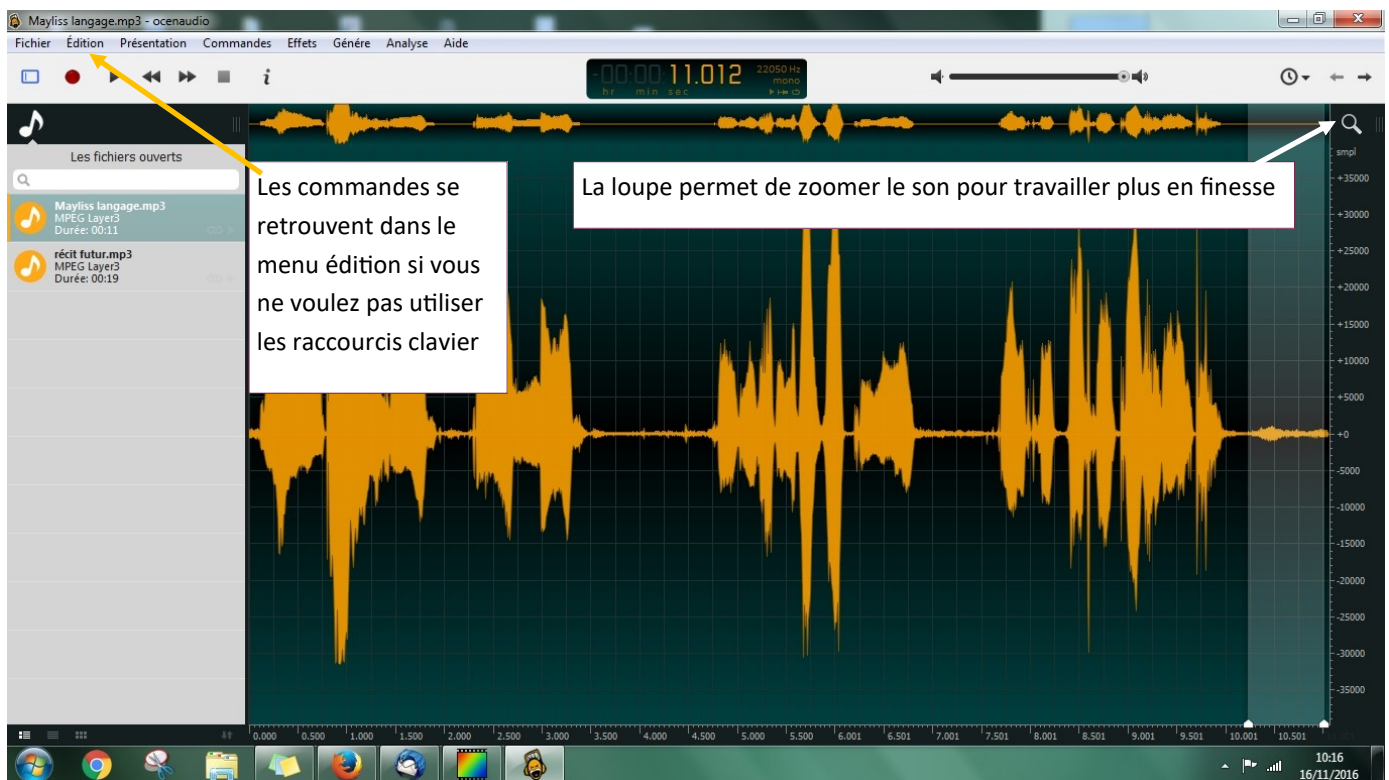 Mayliss langage.mp3 - ocenaudio
Fichier Édition Présentation Commandes Effets Génére Analyse Aide
-00:00:11.012
hr min sec
22050 Hz
mono
Les fichiers ouverts
Mayliss langage.mp3
MPEG Layer3
Durée: 00:11
récit futur.mp3
MPEG Layer3
Durée: 00:19
Les commandes se
retrouvent dans le
menu édition si vous
ne voulez pas utiliser
les raccourcis clavier
La loupe permet de zoomer le son pour travailler plus en finesse
smpl
+35000
+30000
+25000
+20000
+15000
+10000
+5000
+0
-5000
-10000
-15000
-20000
-25000
-30000
-35000
0.000 0.500 1.000 1.500 2.000 2.500 3.000 3.500 4.000 4.500 5.000 5.500 6.001 6.501 7.001 7.501 8.001 8.501 9.001 9.501 10.001 10.501
10:16
16/11/2016